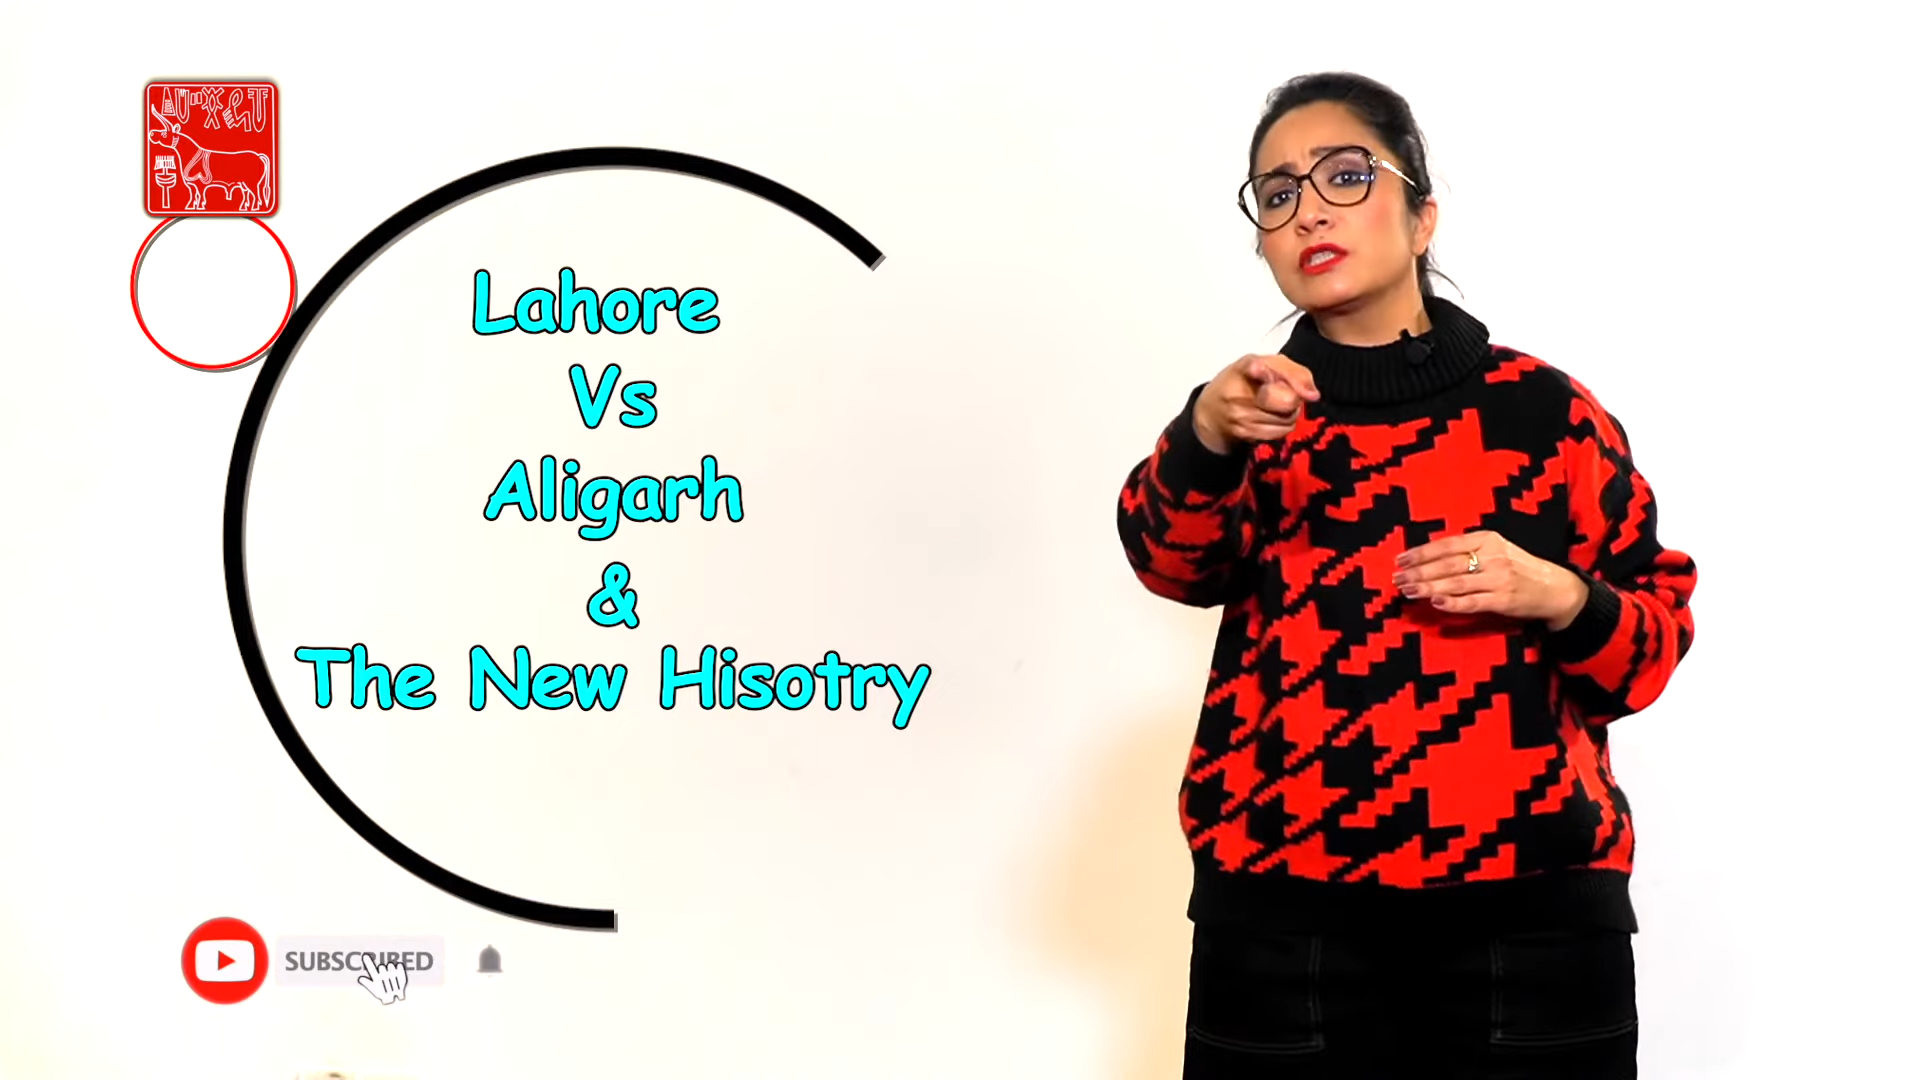 Lahore
Vs
Aligarh
&
The New Hisotry
SUBSCRIBED